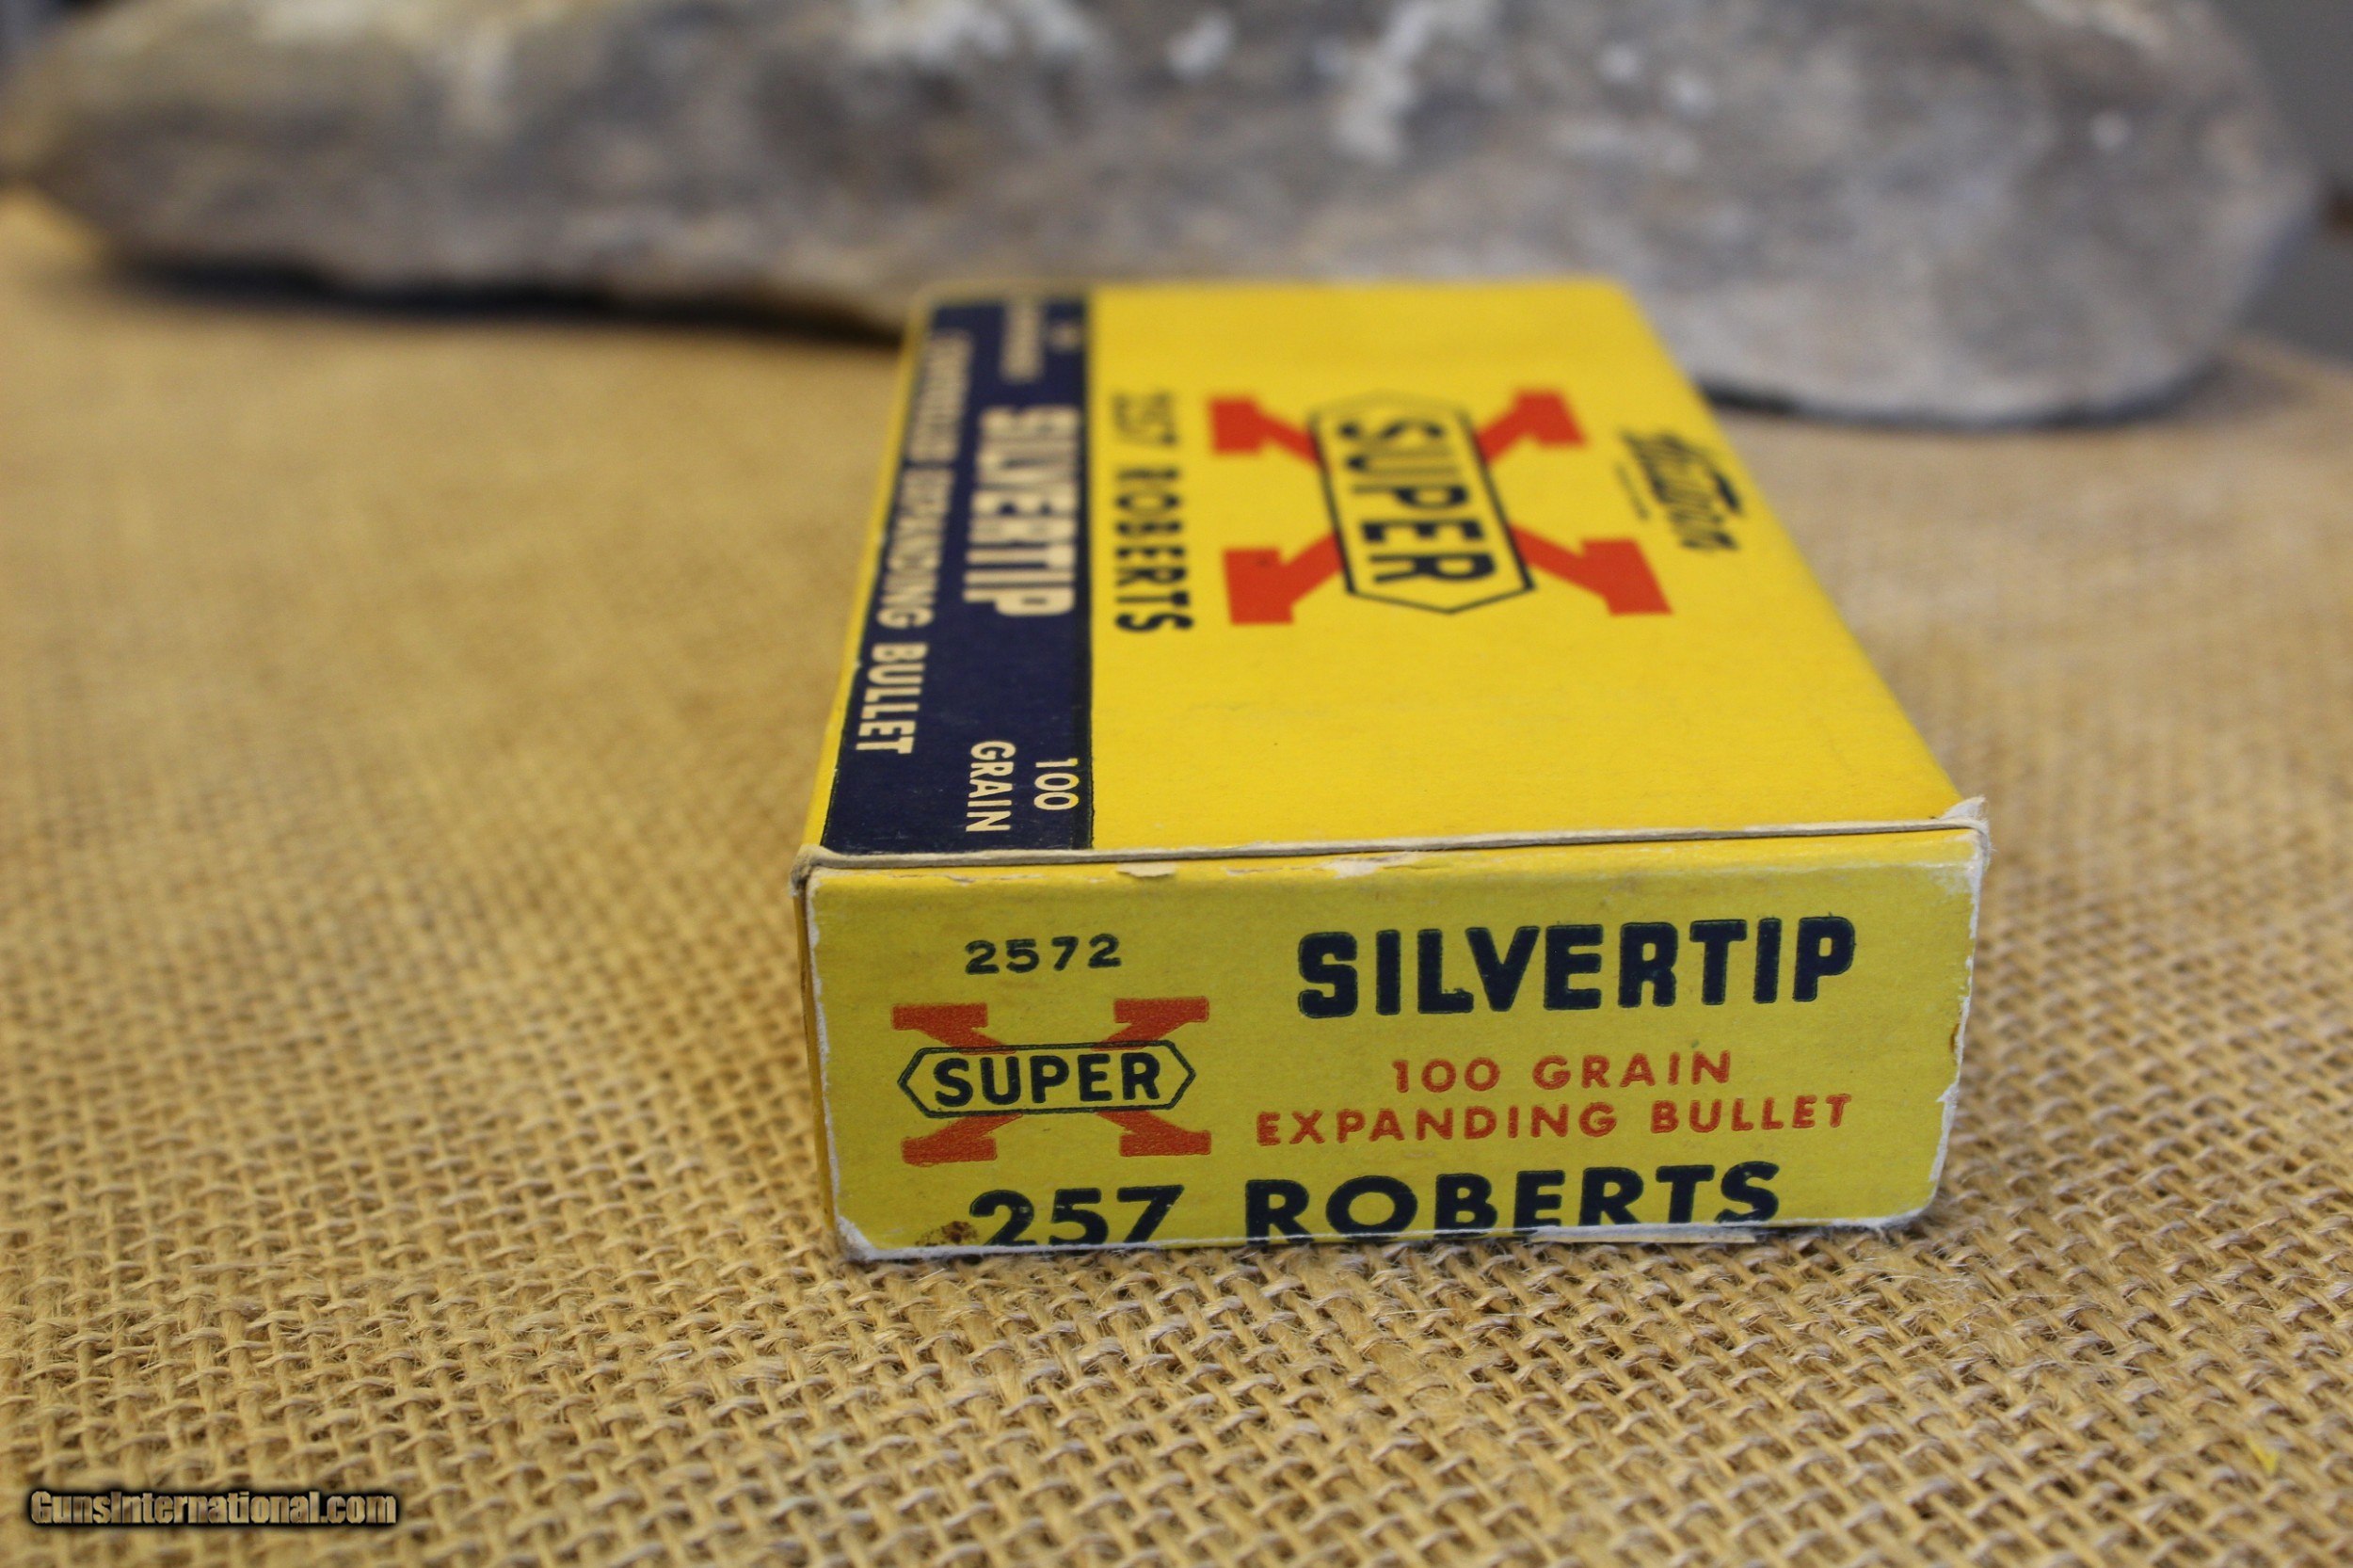 Western
SUPER X
257 ROBERTS
SILVERTIP
100
GRAIN
EXPANDING BULLET
2572
SUPER X
SILVERTIP
100 GRAIN
EXPANDING BULLET
257 ROBERTS
GunsInternational.com